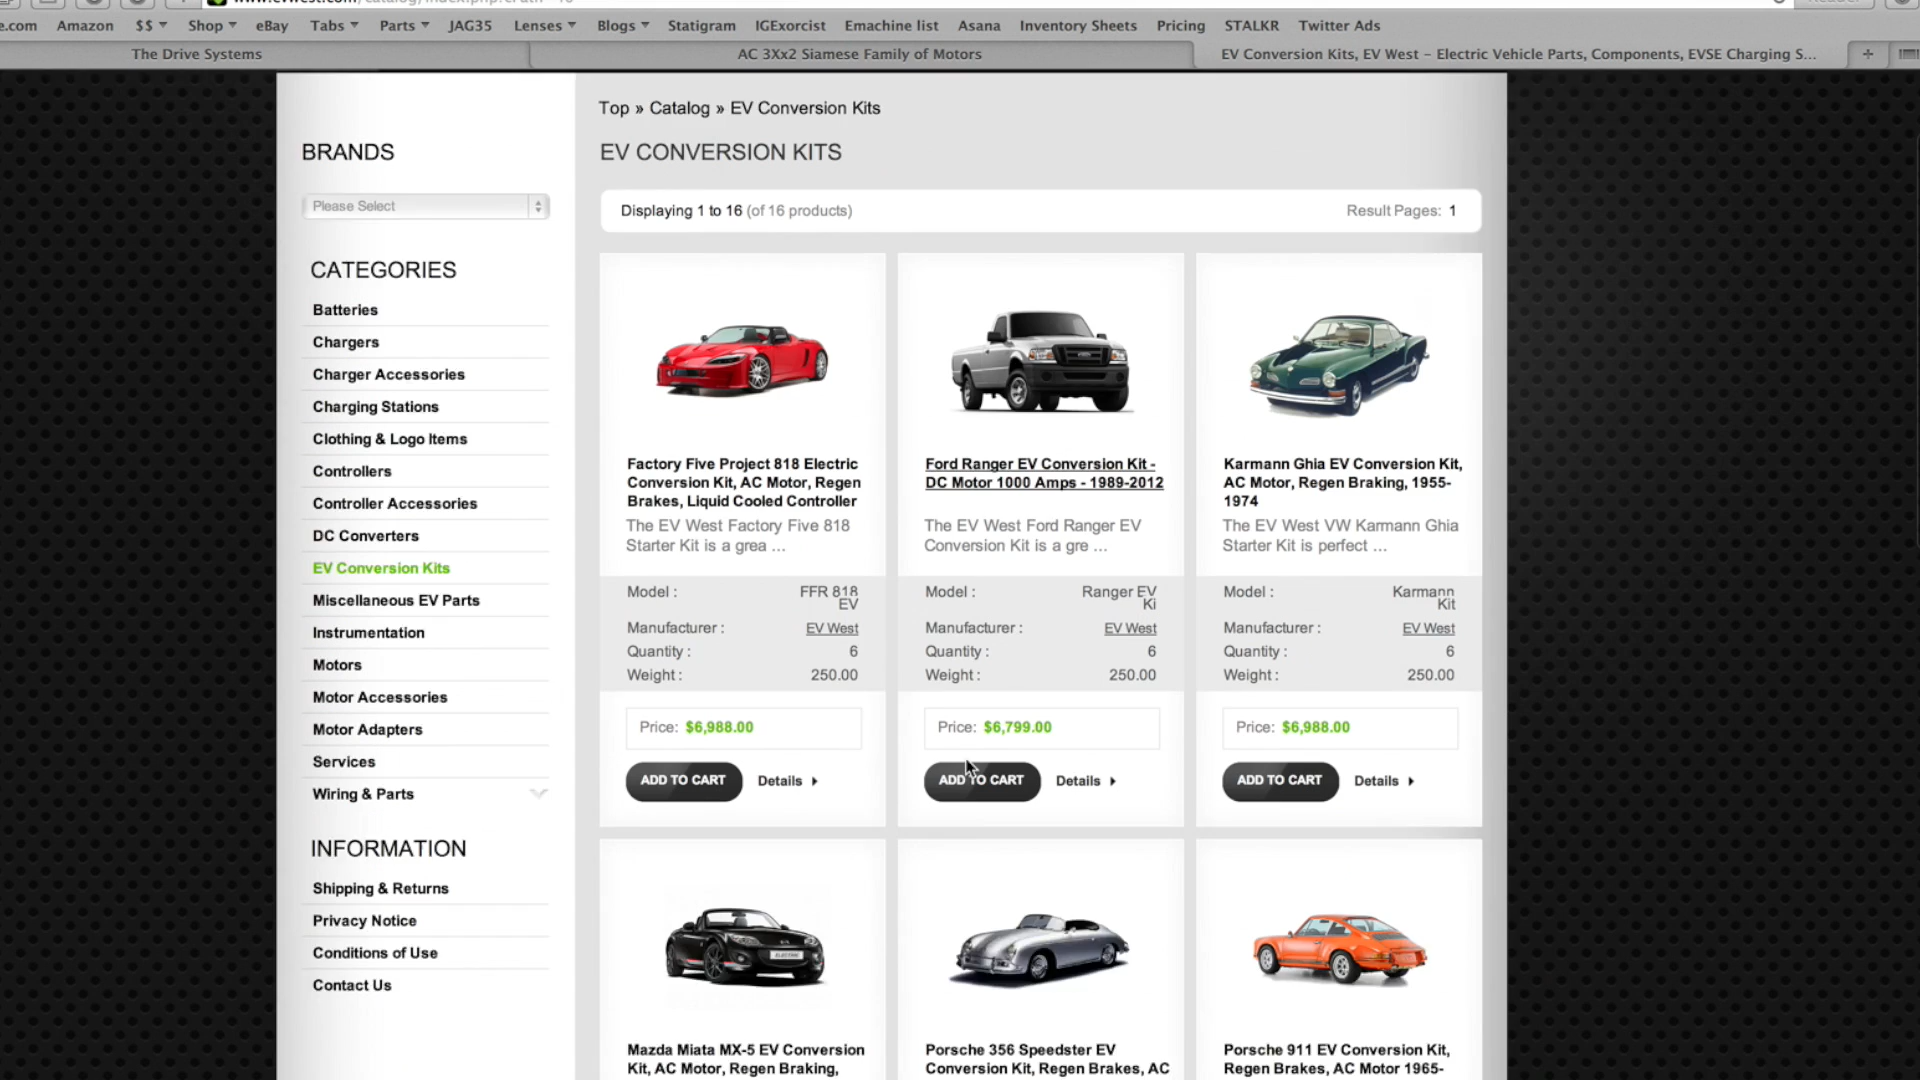 e.com Amazon $$ Shop eBay Tabs Parts JAG35 Lenses Blogs Statigram IGExorcist Emachine list Asana Inventory Sheets Pricing STALKR Twitter Ads
The Drive Systems AC 3Xx2 Siamese Family of Motors EV Conversion Kits, EV West – Electric Vehicle Parts, Components, EVSE Charging S...
Top » Catalog » EV Conversion Kits
BRANDS
Please Select
CATEGORIES
Batteries
Chargers
Charger Accessories
Charging Stations
Clothing & Logo Items
Controllers
Controller Accessories
DC Converters
EV Conversion Kits
Miscellaneous EV Parts
Instrumentation
Motors
Motor Accessories
Motor Adapters
Services
Wiring & Parts
INFORMATION
Shipping & Returns
Privacy Notice
Conditions of Use
Contact Us
EV CONVERSION KITS
Displaying 1 to 16 (of 16 products) Result Pages: 1
Factory Five Project 818 Electric
Conversion Kit, AC Motor, Regen
Brakes, Liquid Cooled Controller
The EV West Factory Five 818
Starter Kit is a grea ...
Model : FFR 818
EV
Manufacturer : EV West
Quantity : 6
Weight : 250.00
Price: $6,988.00
ADD TO CART Details
Ford Ranger EV Conversion Kit -
DC Motor 1000 Amps - 1989-2012
The EV West Ford Ranger EV
Conversion Kit is a gre ...
Model : Ranger EV
Ki
Manufacturer : EV West
Quantity : 6
Weight : 250.00
Price: $6,799.00
ADD TO CART Details
Karmann Ghia EV Conversion Kit,
AC Motor, Regen Braking, 1955-
1974
The EV West VW Karmann Ghia
Starter Kit is perfect ...
Model : Karmann
Kit
Manufacturer : EV West
Quantity : 6
Weight : 250.00
Price: $6,988.00
ADD TO CART Details
ELECTRIC
Mazda Miata MX-5 EV Conversion
Kit, AC Motor, Regen Braking,
Porsche 356 Speedster EV
Conversion Kit, Regen Brakes, AC
Porsche 911 EV Conversion Kit,
Regen Brakes, AC Motor 1965-